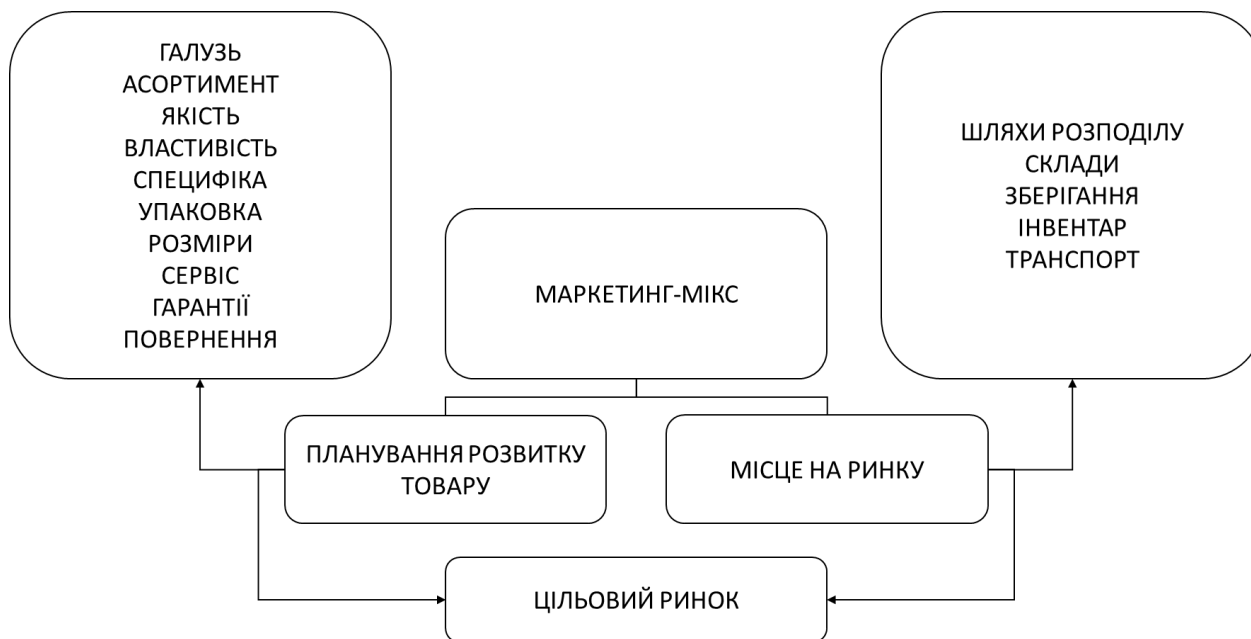 ГАЛУЗЬ
АСОРТИМЕНТ
ЯКІСТЬ
ВЛАСТИВІСТЬ
СПЕЦИФІКА
УПАКОВКА
РОЗМІРИ
СЕРВІС
ГАРАНТІЇ
ПОВЕРНЕННЯ
ШЛЯХИ РОЗПОДІЛУ
СКЛАДИ
ЗБЕРІГАННЯ
ІНВЕНТАР
ТРАНСПОРТ
МАРКЕТИНГ-МІКС
ПЛАНУВАННЯ РОЗВИТКУ
ТОВАРУ
МІСЦЕ НА РИНКУ
ЦІЛЬОВИЙ РИНОК